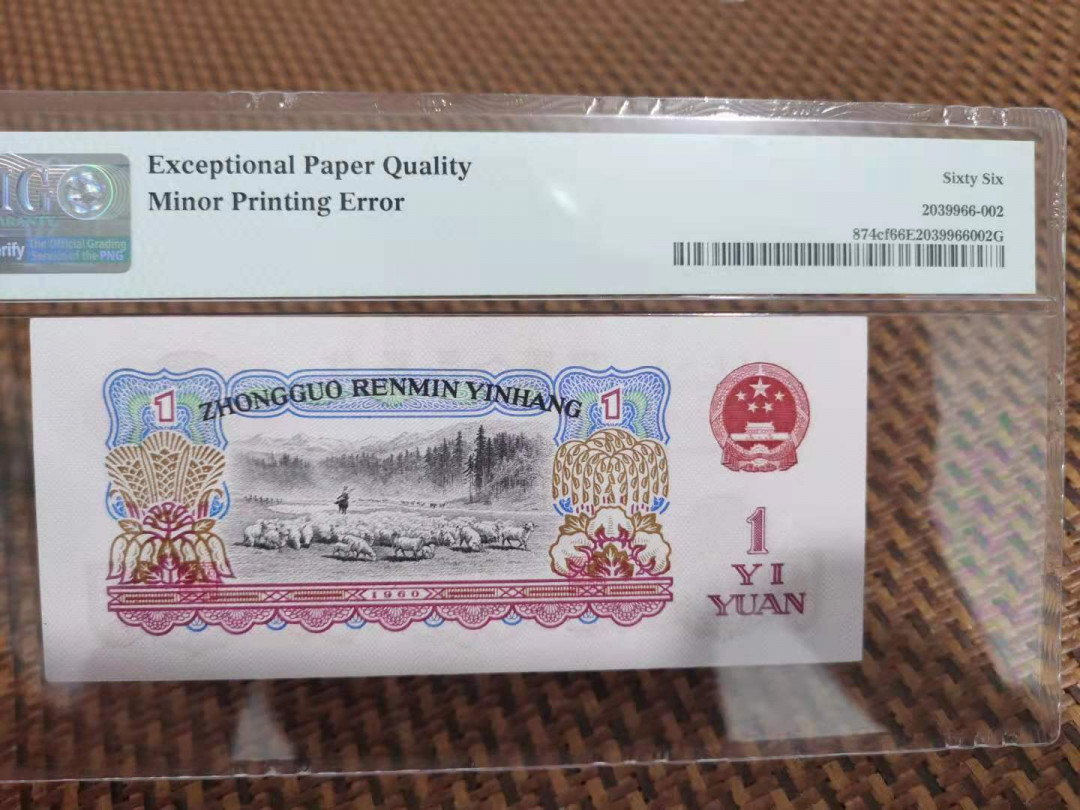 Exceptional Paper Quality
Minor Printing Error
Sixty Six
2039966-002
874cf66E2039966002G
The Official Grading
Service of the PNG
1 ZHONGGUO RENMIN YINHANG 1
1960
1
YI
YUAN